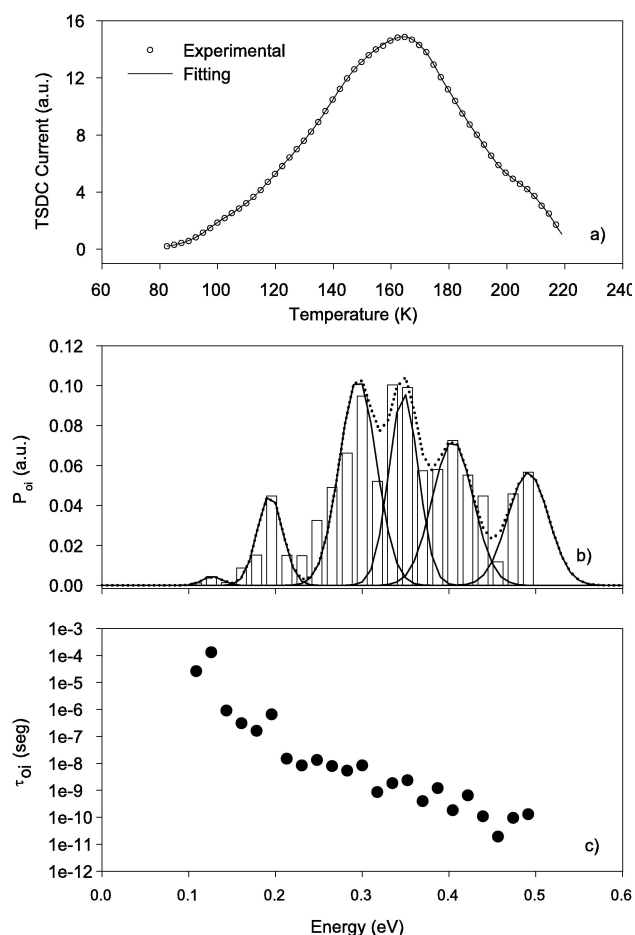 16
12
8
4
0
TSDC Current (a.u.)
Experimental
Fitting
a)
60 80 100 120 140 160 180 200 220 240
Temperature (K)
0.12
0.10
0.08
0.06
0.04
0.02
0.00
Poi (a.u.)
b)
1e-3
1e-4
1e-5
1e-6
1e-7
1e-8
1e-9
1e-10
1e-11
1e-12
τoi (seg)
c)
0.0 0.1 0.2 0.3 0.4 0.5 0.6
Energy (eV)